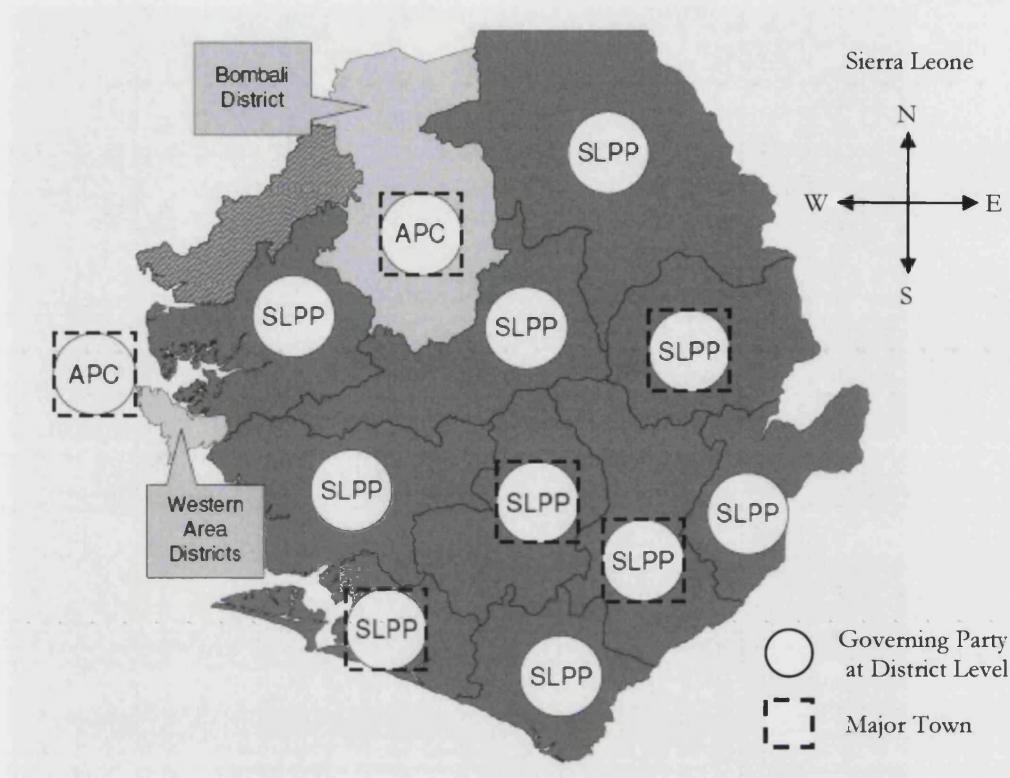 Sierra Leone
N
W
E
S
Bombali
District
SLPP
APC
SLPP
SLPP
SLPP
APC
SLPP
SLPP
SLPP
SLPP
Western
Area
Districts
SLPP
SLPP
Governing Party
at District Level
Major Town